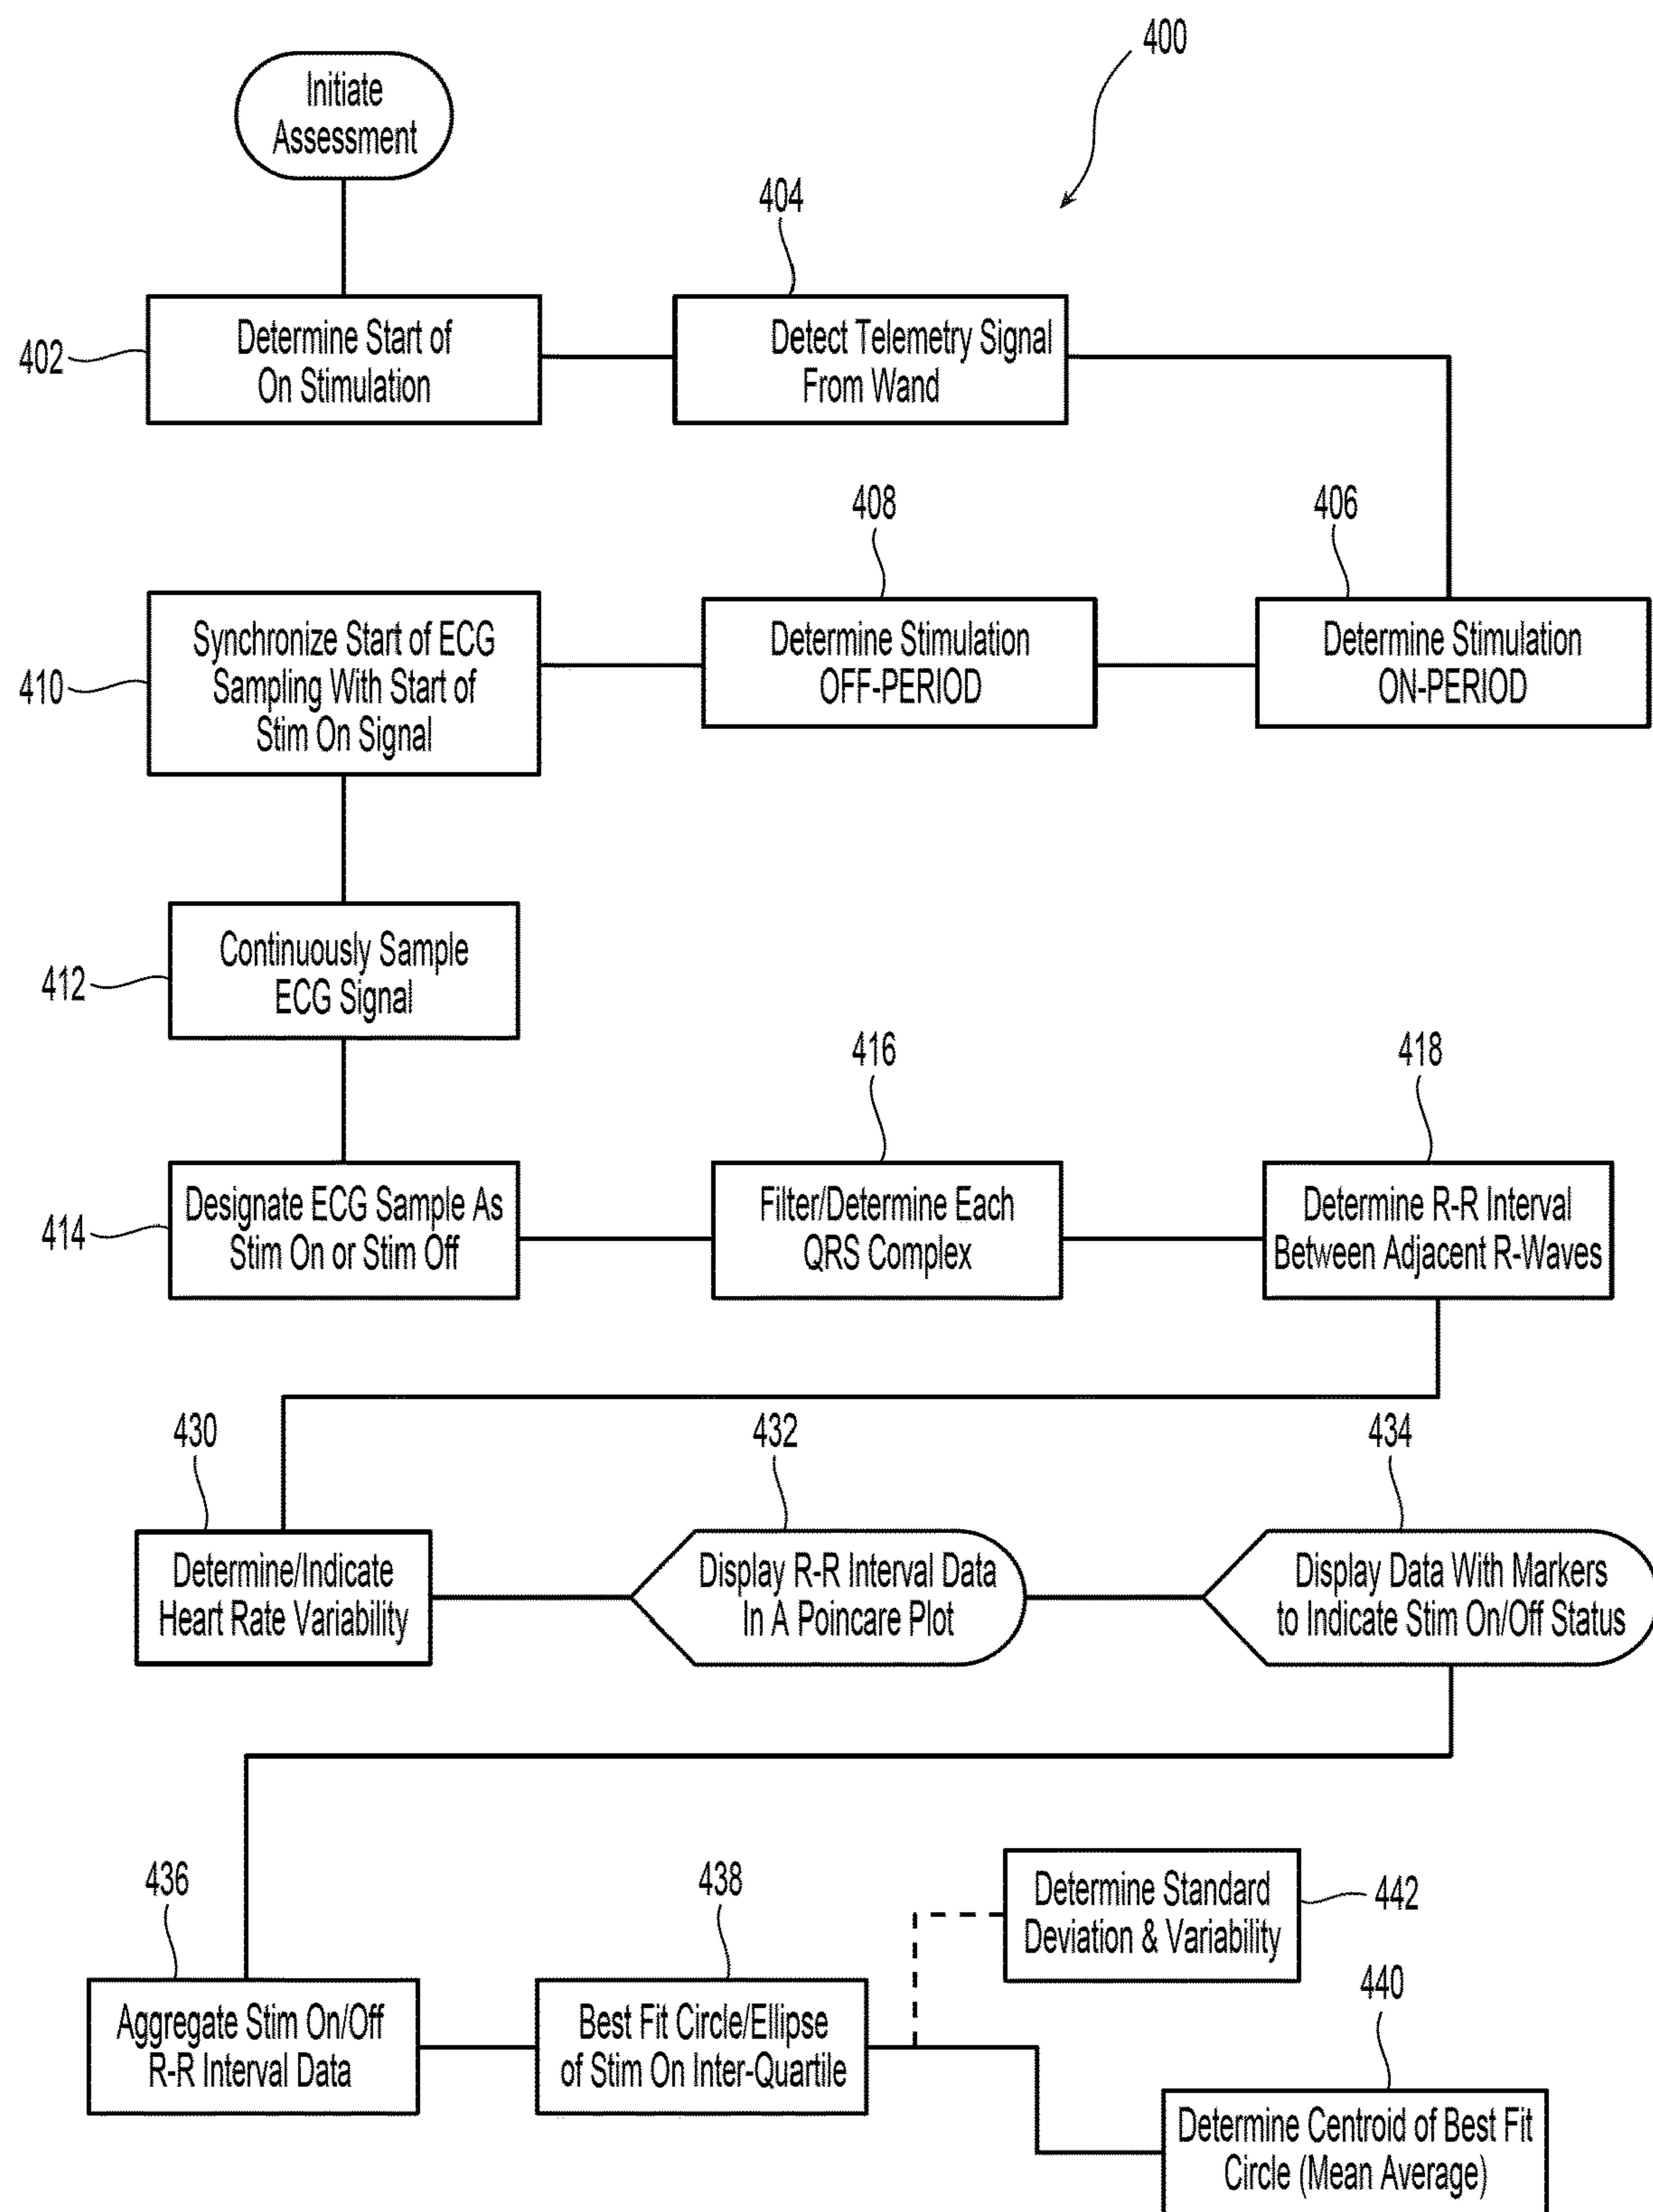 400
Initiate
Assessment
404
402
Determine Start of
On Stimulation
Detect Telemetry Signal
From Wand
408
406
410
Synchronize Start of ECG
Sampling With Start of
Stim On Signal
Determine Stimulation
OFF-PERIOD
Determine Stimulation
ON-PERIOD
412
Continuously Sample
ECG Signal
416
418
414
Designate ECG Sample As
Stim On or Stim Off
Filter/Determine Each
QRS Complex
Determine R-R Interval
Between Adjacent R-Waves
430
432
434
Determine/Indicate
Heart Rate Variability
Display R-R Interval Data
In A Poincare Plot
Display Data With Markers
to Indicate Stim On/Off Status
436
438
Determine Standard
Deviation & Variability
442
440
Aggregate Stim On/Off
R-R Interval Data
Best Fit Circle/Ellipse
of Stim On Inter-Quartile
Determine Centroid of Best Fit
Circle (Mean Average)